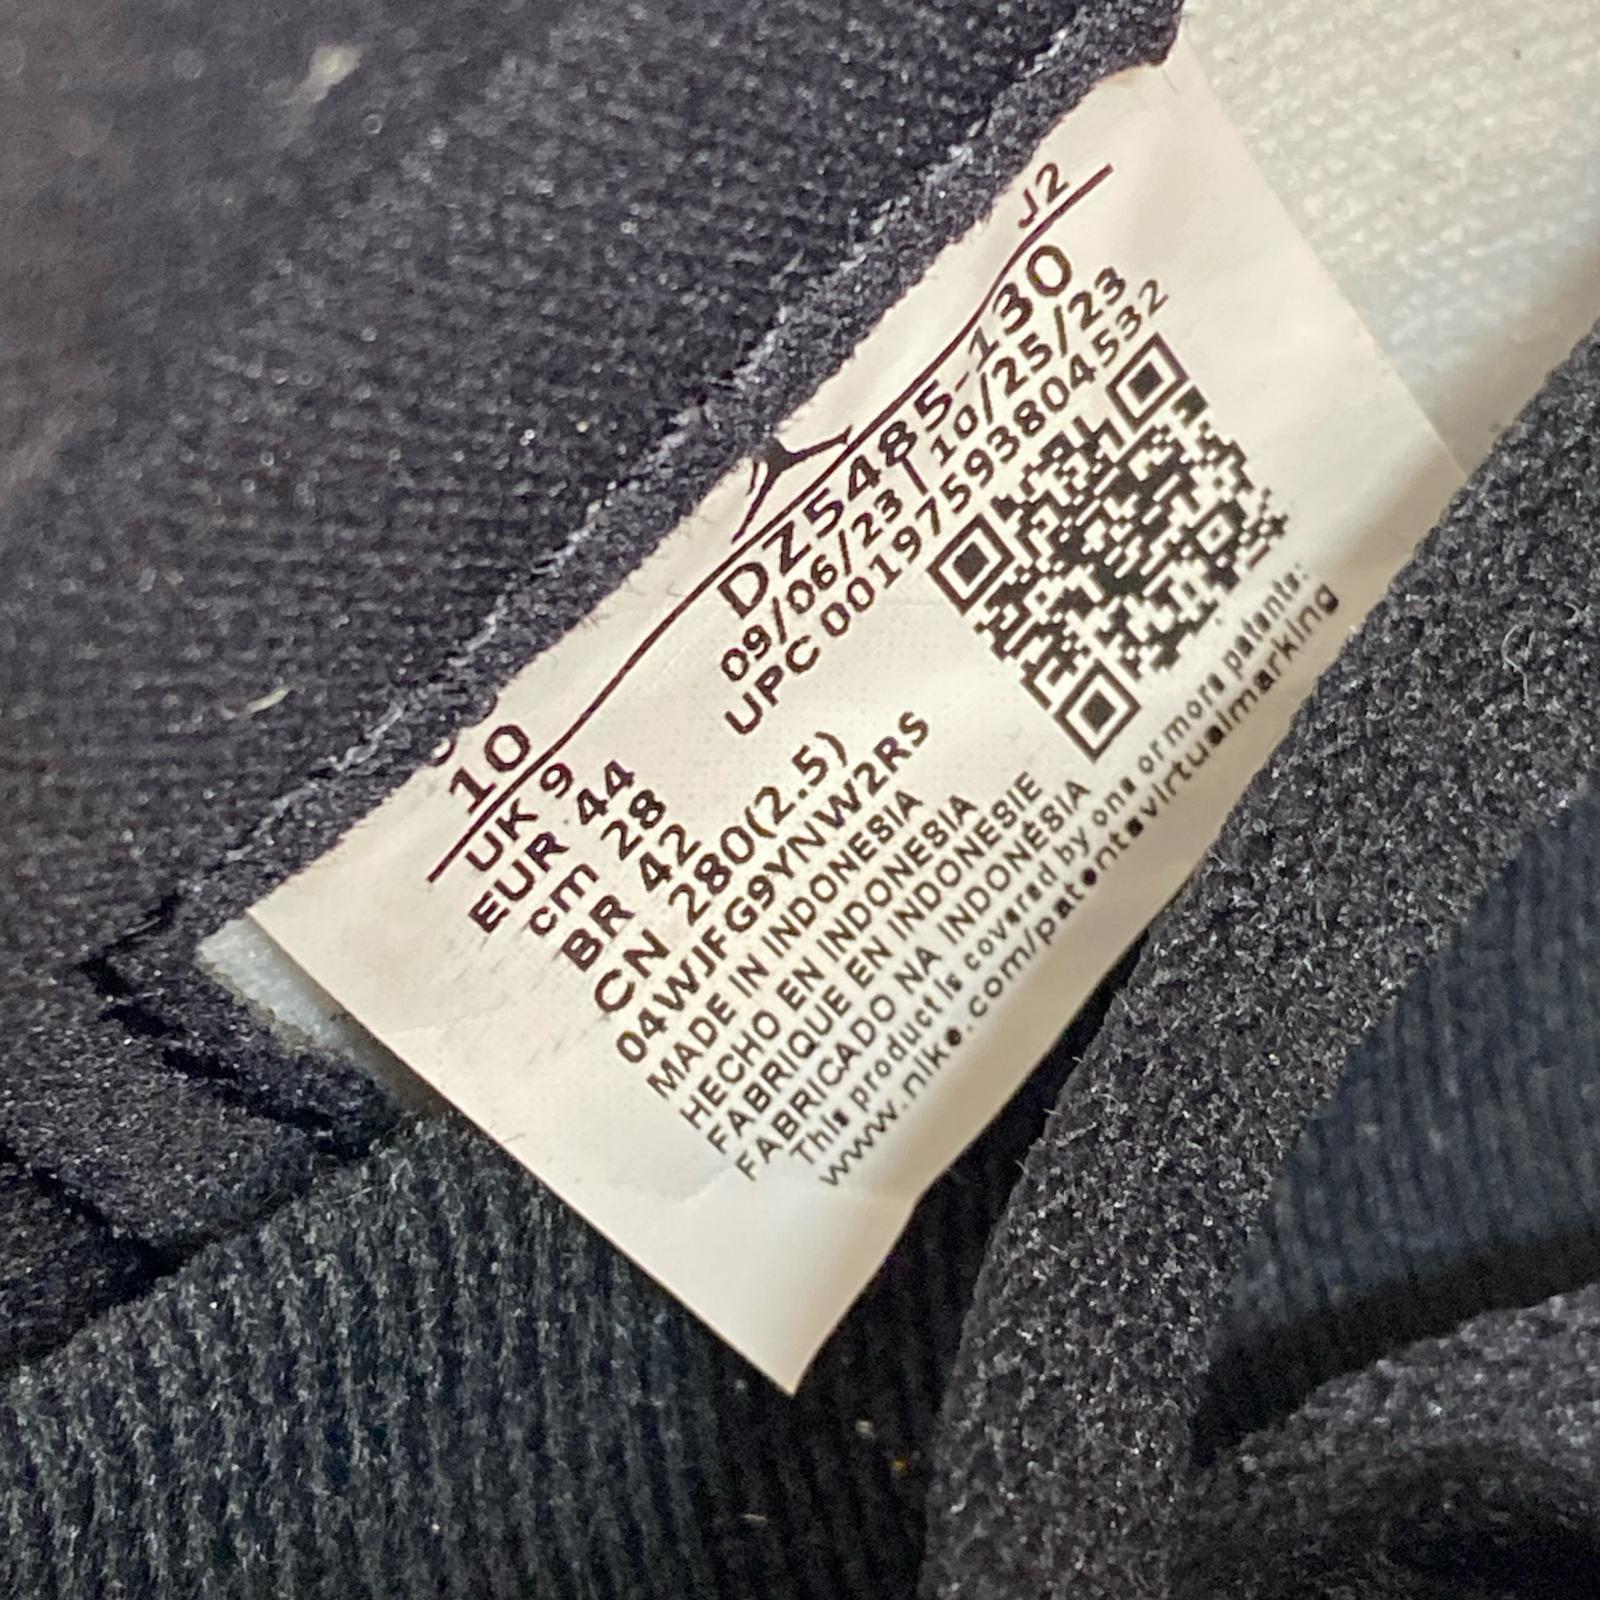 J2
DZ5485-130
09/06/23 | 10/25/23
UPC 00197593804532
10
UK 9
EUR 44
cm 28
BR 42
CN 280(2.5)
04WJFG9YNW2RS
MADE IN INDONESIA
HECHO EN INDONESIA
FABRIQUE EN INDONESIE
FABRICADO NA INDONÉSIA
This product is covered by one or more patents:
www.nike.com/patentsvirtualmarking